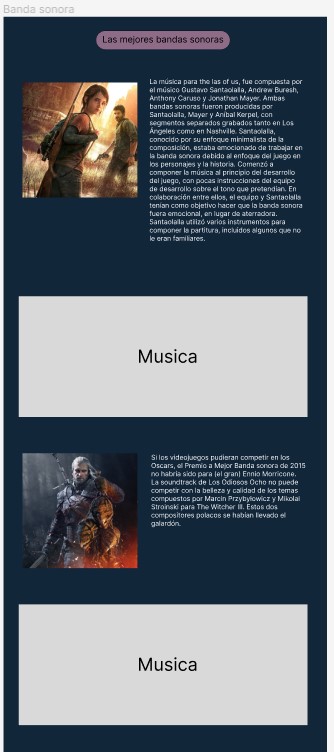 Banda sonora
Las mejores bandas sonoras
La música para the las of us, fue compuesta por
el músico Gustavo Santaolalla, Andrew Buresh,
Anthony Caruso y Jonathan Mayer. Ambas
bandas sonoras fueron producidas por
Santaolalla, Mayer y Aníbal Kerpel, con
segmentos separados grabados tanto en Los
Ángeles como en Nashville. Santaolalla,
conocido por su enfoque minimalista de la
composición, estaba emocionado de trabajar en
la banda sonora debido al enfoque del juego en
los personajes y la historia. Comenzó a
componer la música al principio del desarrollo
del juego, con pocas instrucciones del equipo
de desarrollo sobre el tono que pretendían. En
colaboración entre ellos, el equipo y Santaolalla
tenían como objetivo hacer que la banda sonora
fuera emocional, en lugar de aterradora.
Santaolalla utilizó varios instrumentos para
componer la partitura, incluidos algunos que no
le eran familiares.
Musica
Si los videojuegos pudieran competir en los
Oscars, el Premio a Mejor Banda sonora de 2015
no habría sido para (el gran) Ennio Morricone.
La soundtrack de Los Odiosos Ocho no puede
competir con la belleza y calidad de los temas
compuestos por Marcin Przybyłowicz y Mikolai
Stroinski para The Witcher III. Estos dos
compositores polacos se habían llevado el
galardón.
Musica